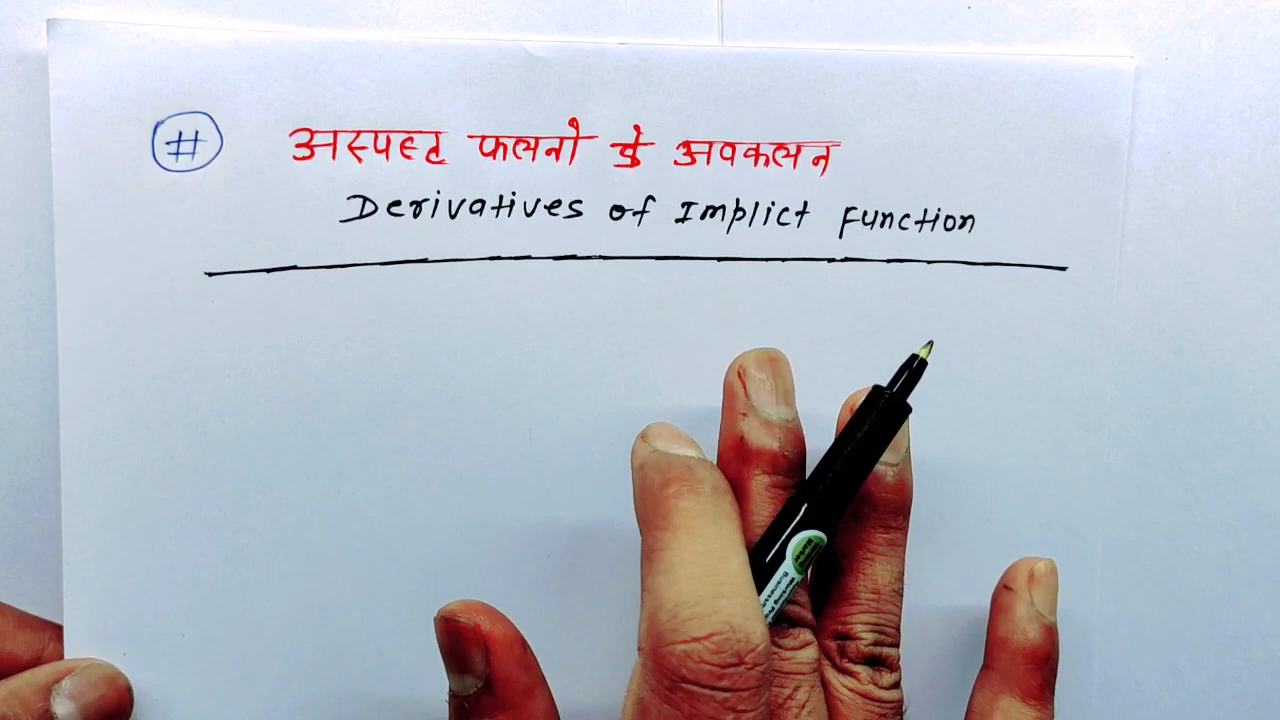 #
अस्पष्ट फलनो के अवकलन
Derivatives of Implict Function